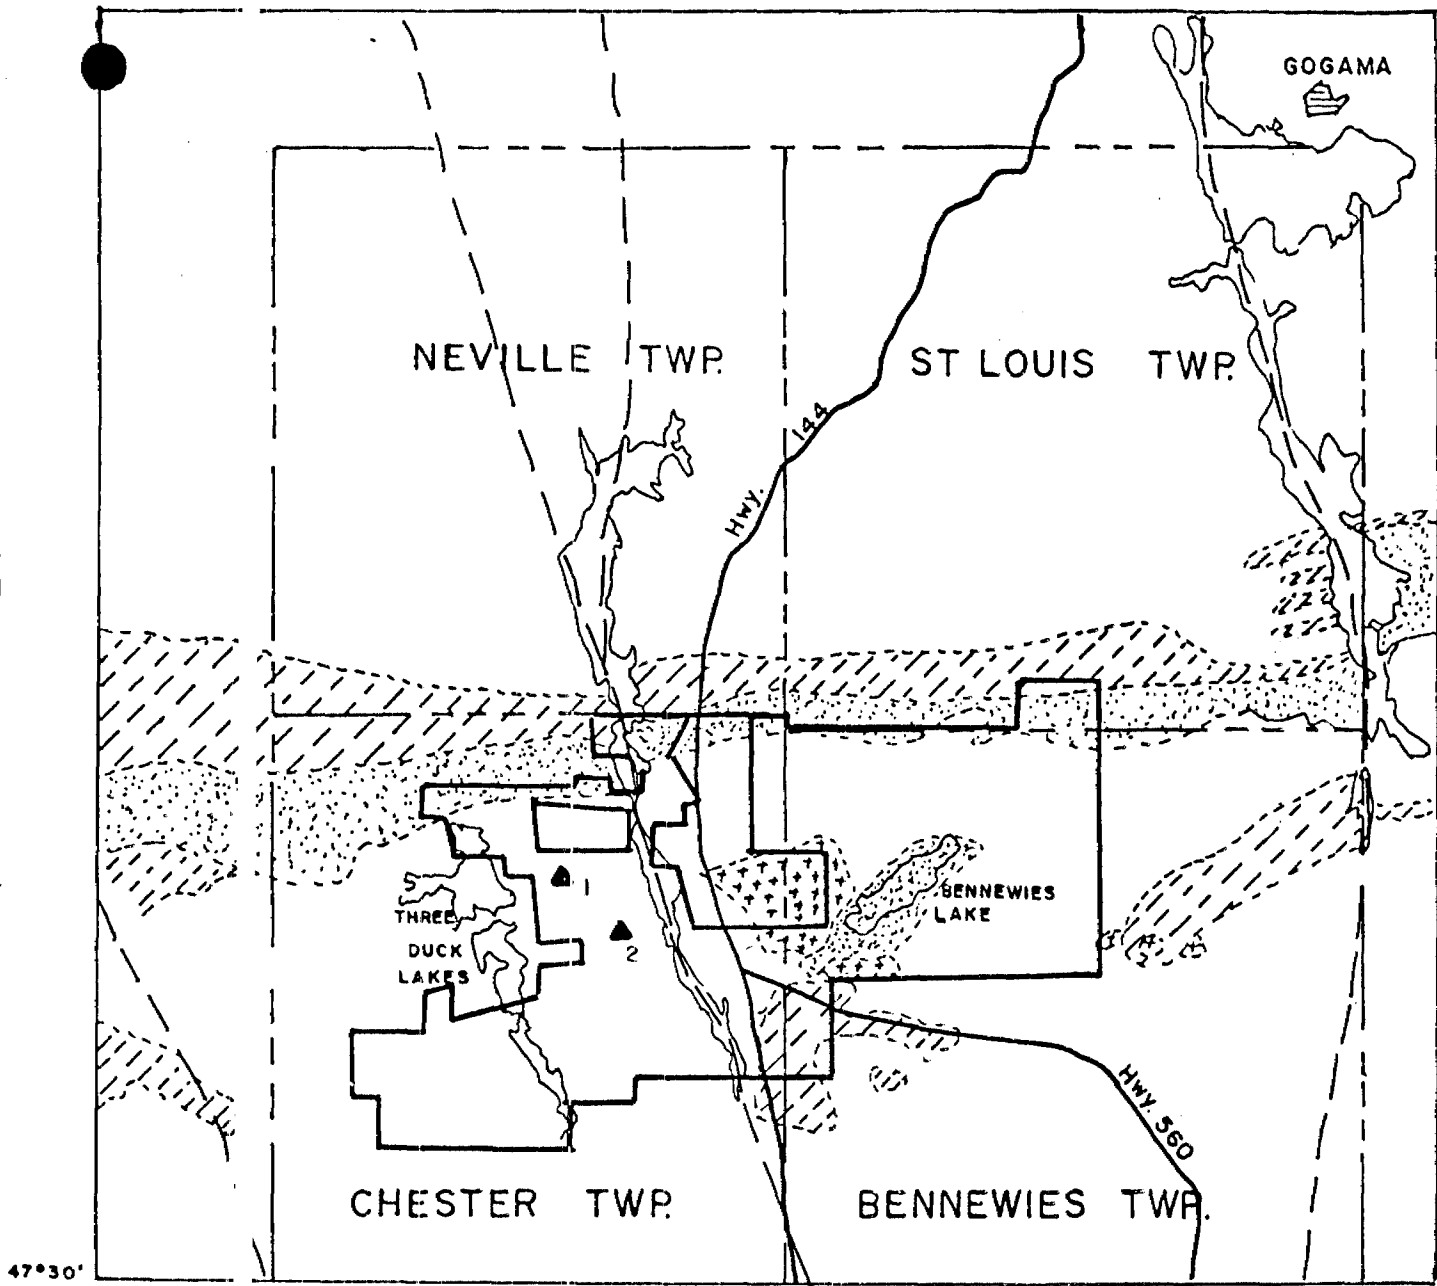 GOGAMA
NEVILLE TWP.
ST LOUIS TWP.
HWY. 144
1
THREE
DUCK
LAKES
2
BENNEWIES
LAKE
HWY. 560
CHESTER TWP.
BENNEWIES TWP.
47°30'